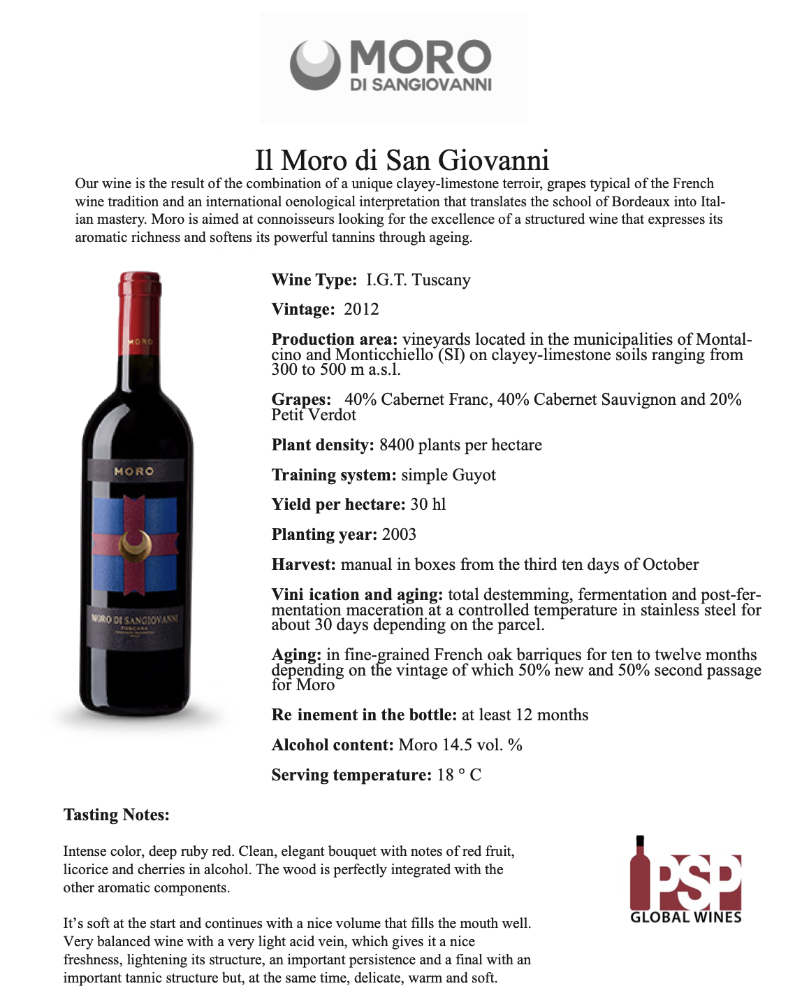 MORO
DI SANGIOVANNI
Il Moro di San Giovanni
Our wine is the result of the combination of a unique clayey-limestone terroir, grapes typical of the French
wine tradition and an international oenological interpretation that translates the school of Bordeaux into Ital-
ian mastery. Moro is aimed at connoisseurs looking for the excellence of a structured wine that expresses its
aromatic richness and softens its powerful tannins through ageing.
MORO
MORO
MORO DI SANGIOVANNI
TOSCANA
Wine Type: I.G.T. Tuscany
Vintage: 2012
Production area: vineyards located in the municipalities of Montal-
cino and Monticchiello (SI) on clayey-limestone soils ranging from
300 to 500 m a.s.l.
Grapes: 40% Cabernet Franc, 40% Cabernet Sauvignon and 20%
Petit Verdot
Plant density: 8400 plants per hectare
Training system: simple Guyot
Yield per hectare: 30 hl
Planting year: 2003
Harvest: manual in boxes from the third ten days of October
Vini ication and aging: total destemming, fermentation and post-fer-
mentation maceration at a controlled temperature in stainless steel for
about 30 days depending on the parcel.
Aging: in fine-grained French oak barriques for ten to twelve months
depending on the vintage of which 50% new and 50% second passage
for Moro
Re inement in the bottle: at least 12 months
Alcohol content: Moro 14.5 vol. %
Serving temperature: 18 ° C
Tasting Notes:
Intense color, deep ruby red. Clean, elegant bouquet with notes of red fruit,
licorice and cherries in alcohol. The wood is perfectly integrated with the
other aromatic components.
It’s soft at the start and continues with a nice volume that fills the mouth well.
Very balanced wine with a very light acid vein, which gives it a nice
freshness, lightening its structure, an important persistence and a final with an
important tannic structure but, at the same time, delicate, warm and soft.
PSP
GLOBAL WINES